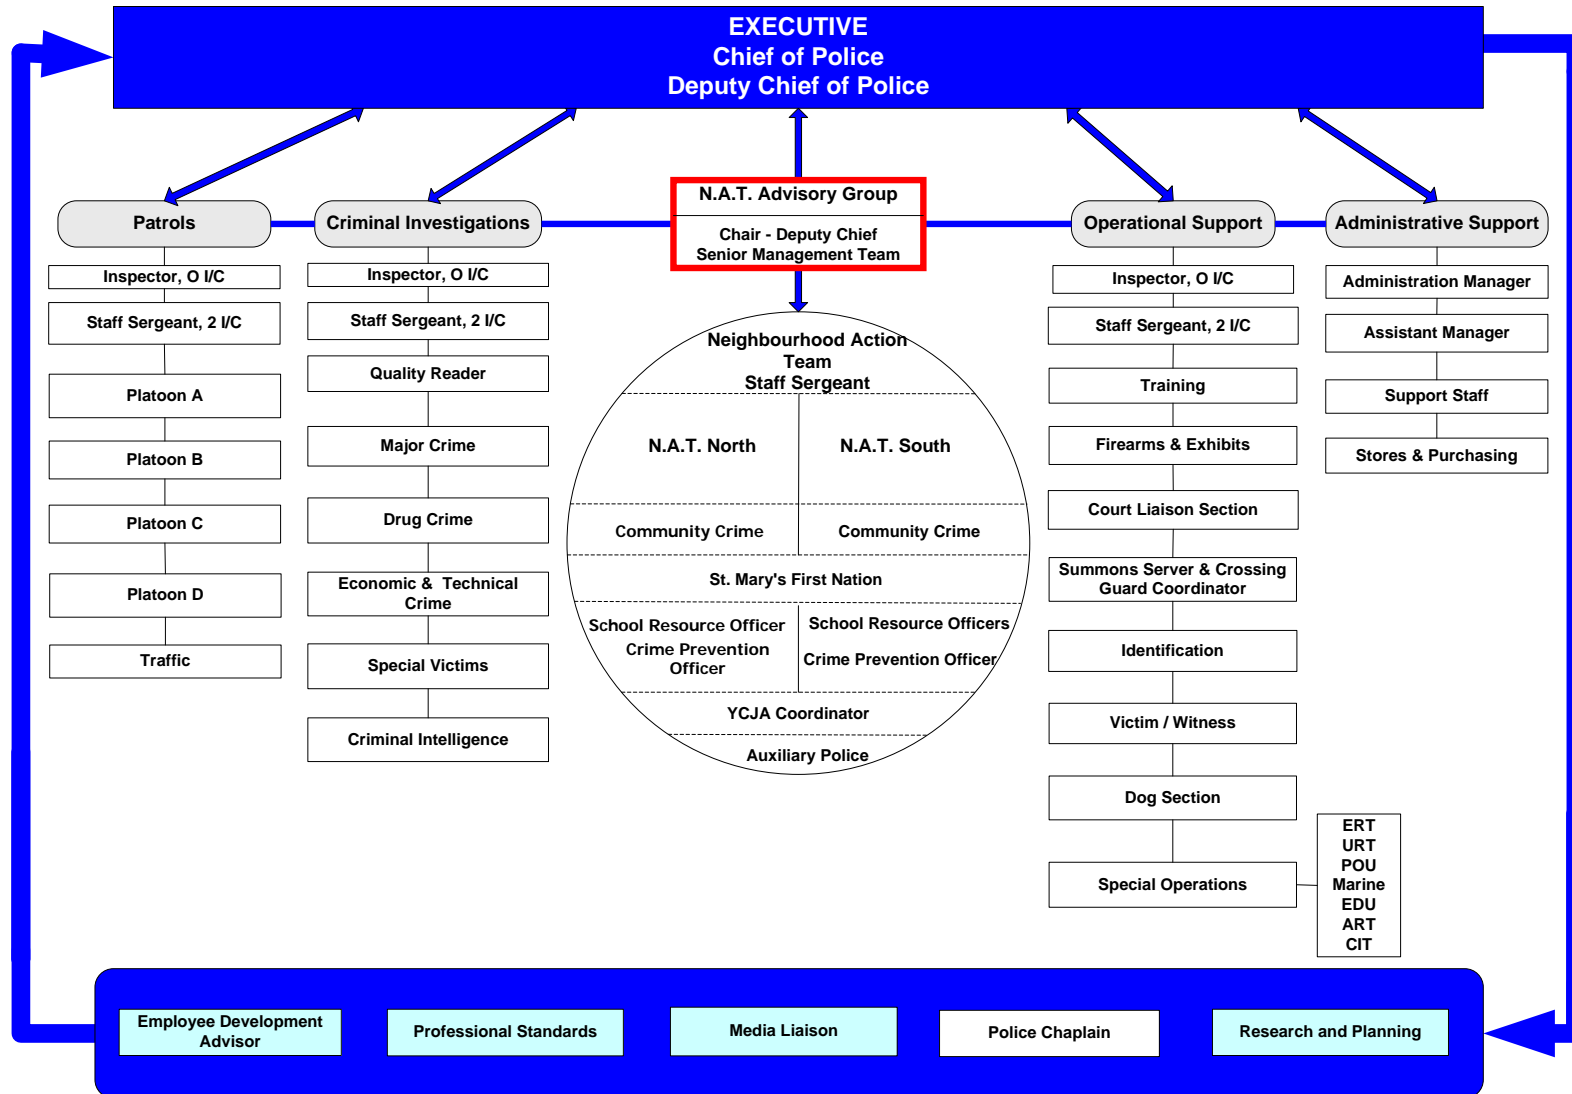 EXECUTIVE
Chief of Police
Deputy Chief of Police
N.A.T. Advisory Group
Chair - Deputy Chief
Senior Management Team
Patrols
Inspector, O I/C
Staff Sergeant, 2 I/C
Platoon A
Platoon B
Platoon C
Platoon D
Traffic
Criminal Investigations
Inspector, O I/C
Staff Sergeant, 2 I/C
Quality Reader
Major Crime
Drug Crime
Economic & Technical
Crime
Special Victims
Criminal Intelligence
Neighbourhood Action
Team
Staff Sergeant
N.A.T. North
N.A.T. South
Community Crime
Community Crime
St. Mary's First Nation
School Resource Officer
Crime Prevention
Officer
School Resource Officers
Crime Prevention Officer
YCJA Coordinator
Auxiliary Police
Operational Support
Inspector, O I/C
Staff Sergeant, 2 I/C
Training
Firearms & Exhibits
Court Liaison Section
Summons Server & Crossing
Guard Coordinator
Identification
Victim / Witness
Dog Section
Special Operations
ERT
URT
POU
Marine
EDU
ART
CIT
Administrative Support
Administration Manager
Assistant Manager
Support Staff
Stores & Purchasing
Employee Development
Advisor
Professional Standards
Media Liaison
Police Chaplain
Research and Planning